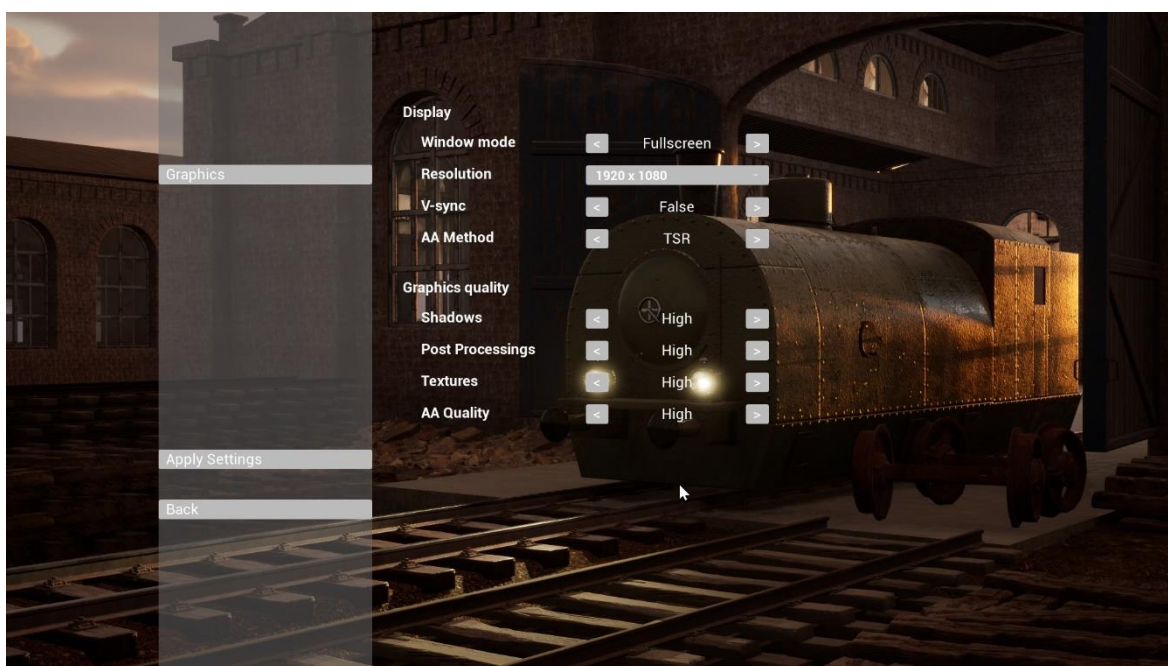 Display
Window mode < Fullscreen >
Graphics
Resolution 1920 x 1080 -
V-sync < False >
AA Method < TSR >
Graphics quality
Shadows < High >
Post Processings < High >
Textures < High >
AA Quality < High >
Apply Settings
Back